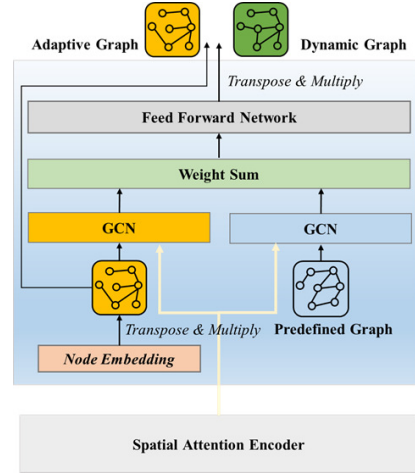 Adaptive Graph
Dynamic Graph
Transpose & Multiply
Feed Forward Network
Weight Sum
GCN
GCN
Transpose & Multiply
Predefined Graph
Node Embedding
Spatial Attention Encoder